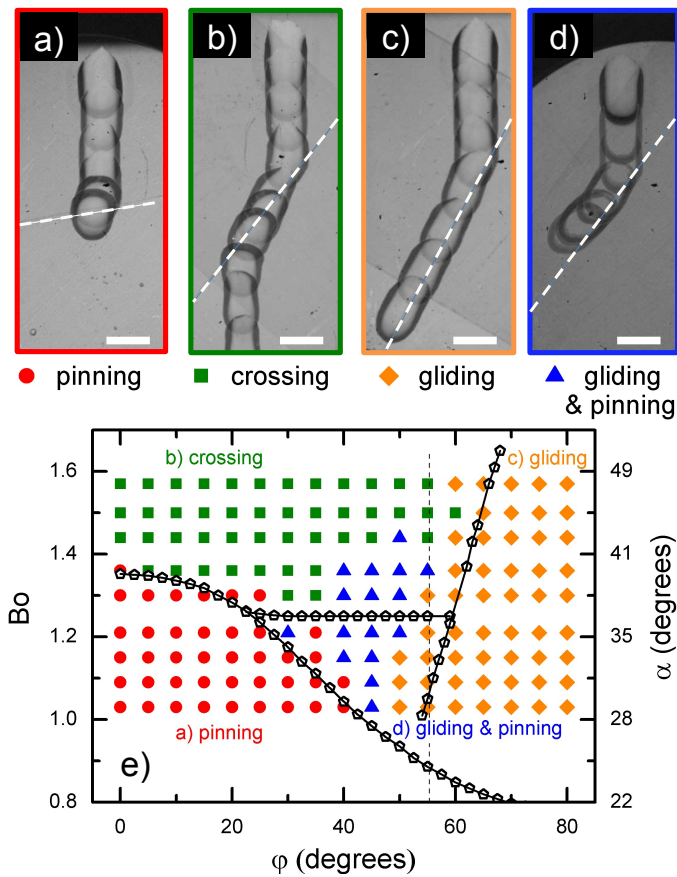 a) b) c) d)
pinning crossing gliding gliding
& pinning
b) crossing c) gliding
a) pinning d) gliding & pinning
e)
1.6 1.4 1.2 1.0 0.8
Bo
49 41 35 28 22
α (degrees)
0 20 40 60 80
φ (degrees)